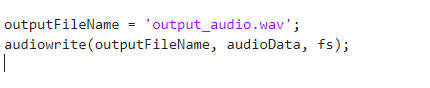 outputFileName = 'output_audio.wav';
audiowrite(outputFileName, audioData, fs);